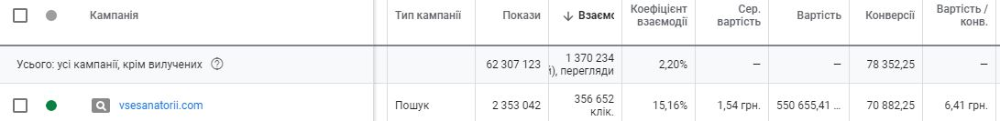 Кампанія Тип кампанії Покази Взаємо Коефіцієнт взаємодії Сер. вартість Вартість Конверсії Вартість / конв.
Усього: усі кампанії, крім вилучених 62 307 123 1 370 234 й), перегляди 2,20% — — 78 352,25 —
vsesanatorii.com Пошук 2 353 042 356 652 клік. 15,16% 1,54 грн. 550 655,41 ... 70 882,25 6,41 грн.